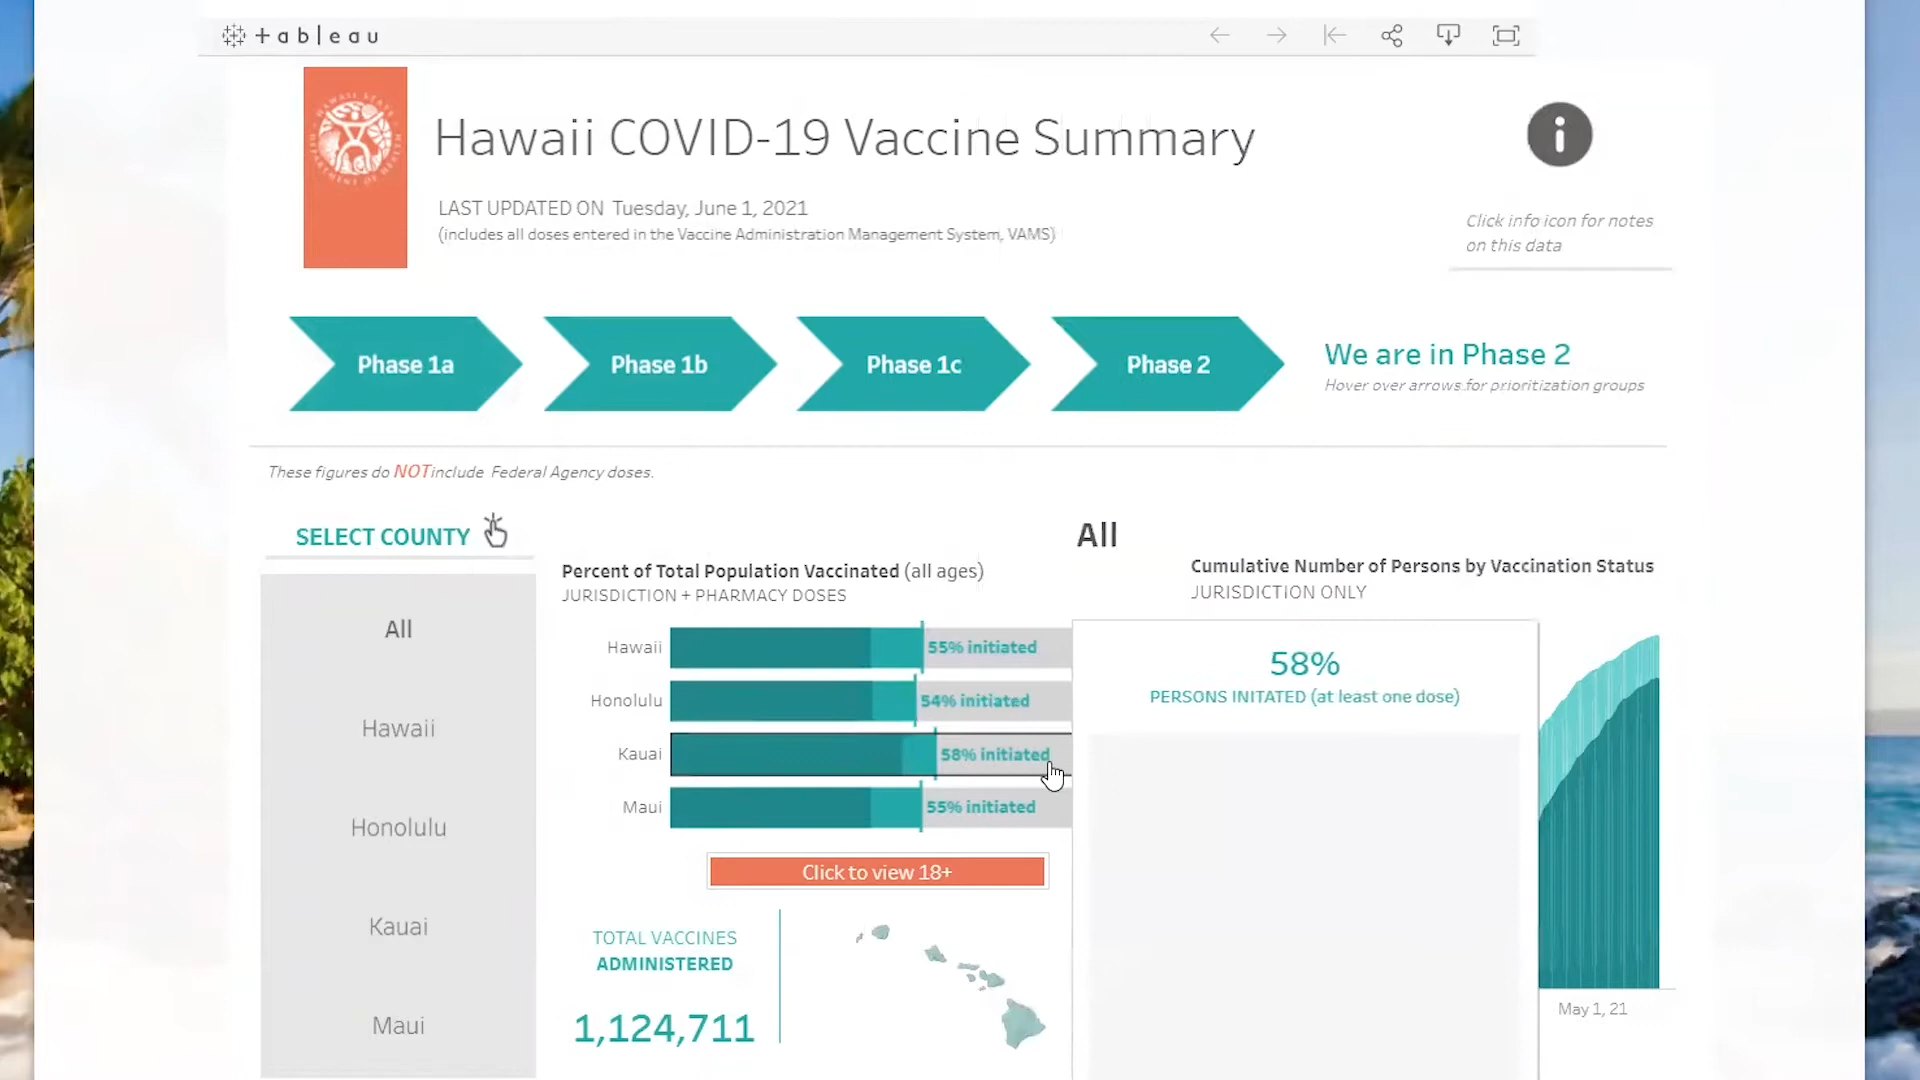 +ableau
Hawaii COVID-19 Vaccine Summary
LAST UPDATED ON Tuesday, June 1, 2021
(includes all doses entered in the Vaccine Administration Management System, VAMS)
Click info icon for notes
on this data
HAWAII STATE
DEPARTMENT OF HEALTH
Phase 1a
Phase 1b
Phase 1c
Phase 2
We are in Phase 2
Hover over arrows for prioritization groups
These figures do NOT include Federal Agency doses.
SELECT COUNTY
All
Hawaii
Honolulu
Kauai
Maui
Percent of Total Population Vaccinated (all ages)
JURISDICTION + PHARMACY DOSES
Hawaii 55% initiated
Honolulu 54% initiated
Kauai 58% initiated
Maui 55% initiated
Click to view 18+
TOTAL VACCINES
ADMINISTERED
1,124,711
All
Cumulative Number of Persons by Vaccination Status
JURISDICTION ONLY
58%
PERSONS INITATED (at least one dose)
May 1, 21